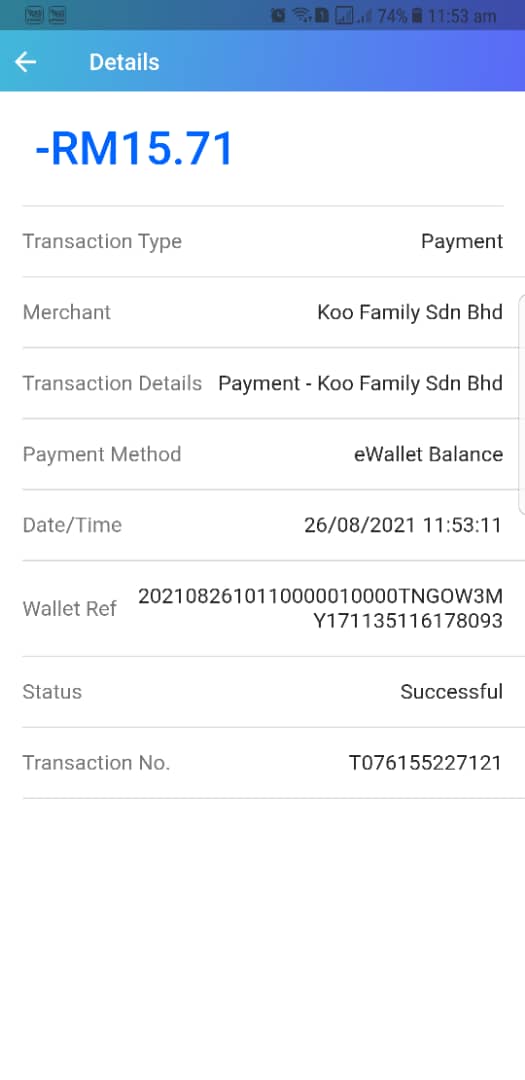 74% 11:53 am
Details
-RM15.71
Transaction Type Payment
Merchant Koo Family Sdn Bhd
Transaction Details Payment - Koo Family Sdn Bhd
Payment Method eWallet Balance
Date/Time 26/08/2021 11:53:11
Wallet Ref 2021082610110000010000TNGOW3M
Y171135116178093
Status Successful
Transaction No. T076155227121